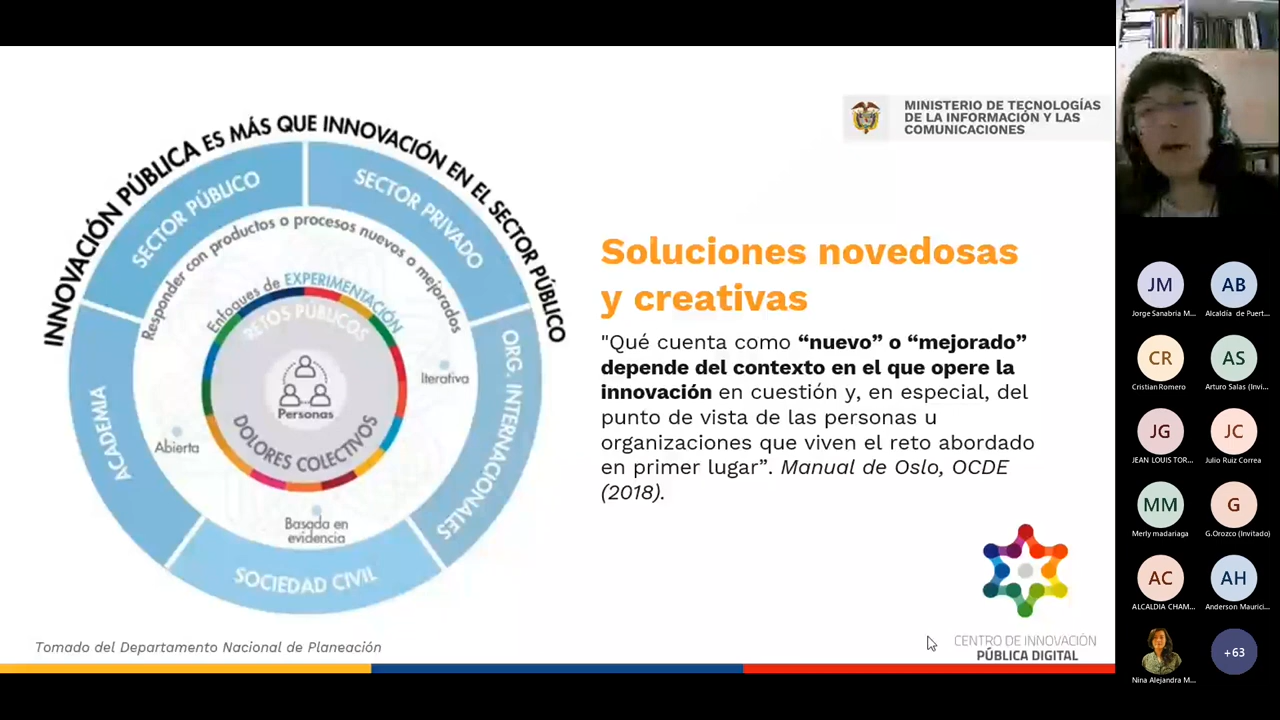 INNOVACIÓN PÚBLICA ES MÁS QUE INNOVACIÓN EN EL SECTOR PÚBLICO
SECTOR PÚBLICO
SECTOR PRIVADO
ORG. INTERNACIONALES
SOCIEDAD CIVIL
ACADEMIA
Responder con productos o procesos nuevos o mejorados
Enfoques de EXPERIMENTACIÓN
RETOS PÚBLICOS
Personas
DOLORES COLECTIVOS
Iterativa
Abierta
Basada en
evidencia
Tomado del Departamento Nacional de Planeación
MINISTERIO DE TECNOLOGÍAS
DE LA INFORMACIÓN Y LAS
COMUNICACIONES
Soluciones novedosas
y creativas
"Qué cuenta como “nuevo” o “mejorado”
depende del contexto en el que opere la
innovación en cuestión y, en especial, del
punto de vista de las personas u
organizaciones que viven el reto abordado
en primer lugar”. Manual de Oslo, OCDE
(2018).
CENTRO DE INNOVACIÓN
PÚBLICA DIGITAL
JM
Jorge Sanabria M...
AB
Alcaldía de Puert...
CR
Cristian Romero
AS
Arturo Salas (Invi...
JG
JEAN LOUIS TOR...
JC
Julio Ruiz Correa
MM
Merly madariaga
G
G.Orozco (Invitado)
AC
ALCALDIA CHAM...
AH
Anderson Maurici...
Nina Alejandra M...
+63